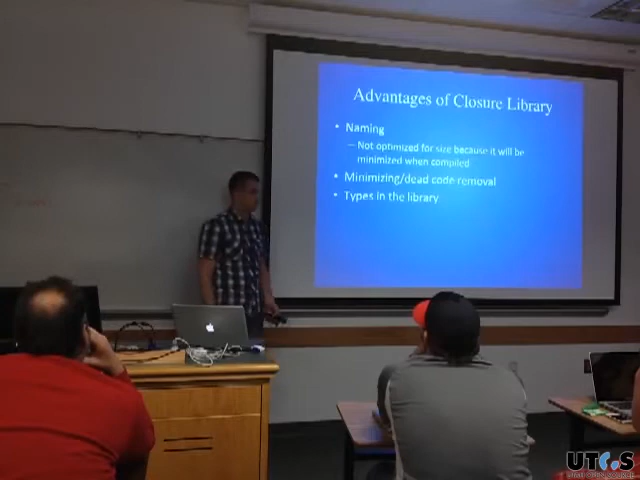 Advantages of Closure Library
• Naming
– Not optimized for size because it will be
minimized when compiled
• Minimizing/dead code removal
• Types in the library
UTOS